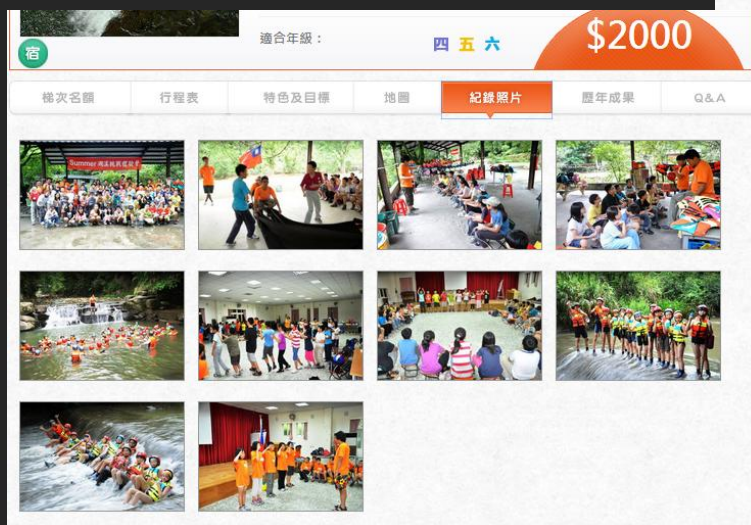 宿
適合年級：
四 五 六
$2000
梯次名額 行程表 特色及目標 地圖 紀錄照片 歷年成果 Q&A
Summer